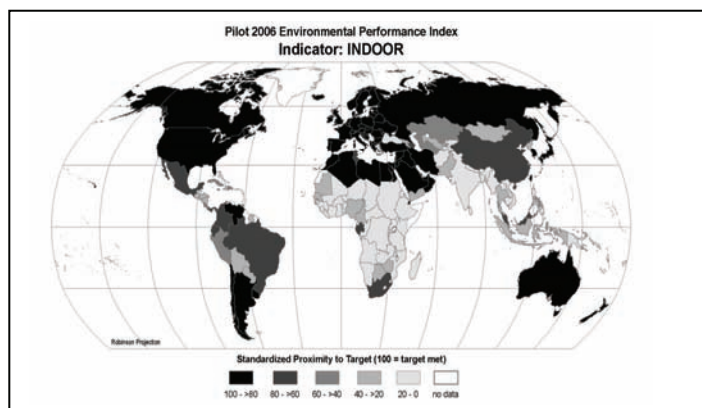 Pilot 2006 Environmental Performance Index
Indicator: INDOOR
Robinson Projection
Standardized Proximity to Target (100 = target met)
100 - >80 80 - >60 60 - >40 40 - >20 20 - 0 no data